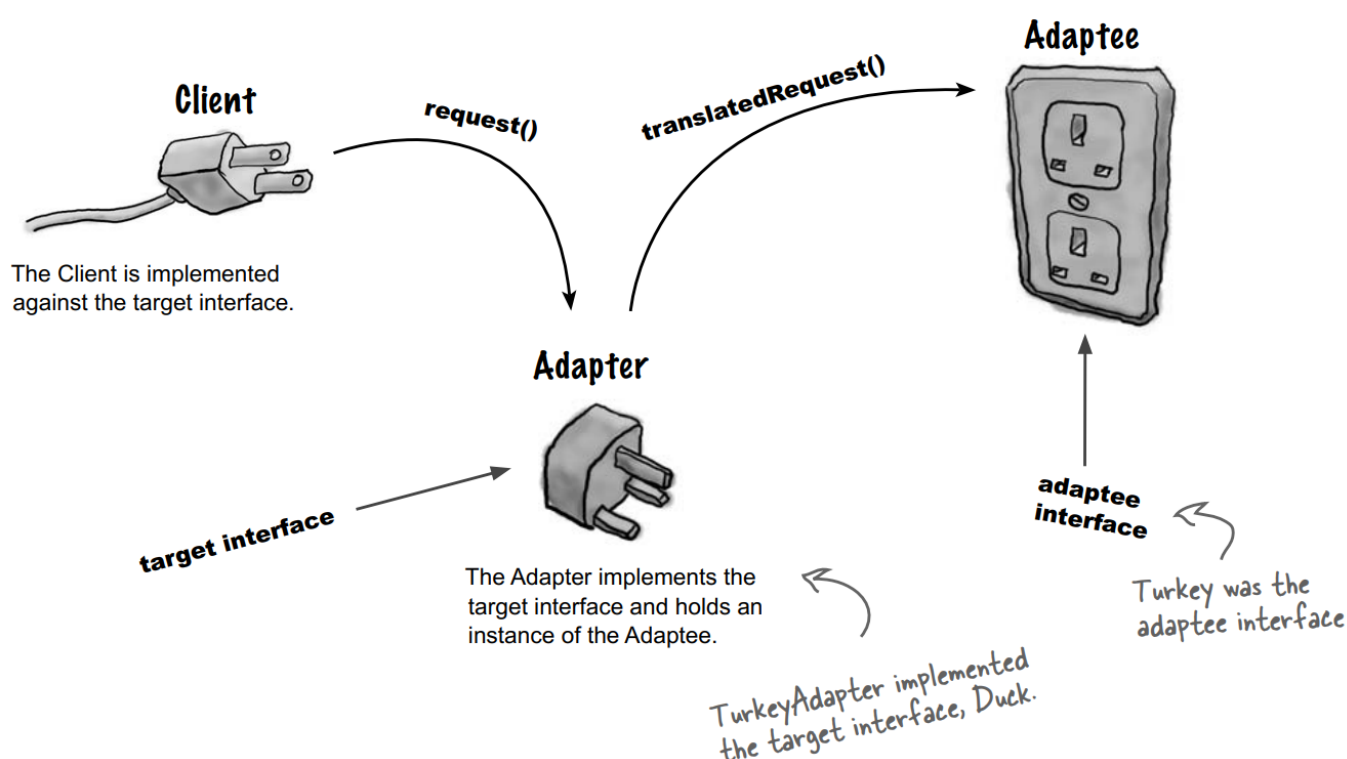 Client
request()
translatedRequest()
Adaptee
The Client is implemented
against the target interface.
Adapter
target interface
The Adapter implements the
target interface and holds an
instance of the Adaptee.
adaptee
interface
Turkey was the
adaptee interface
TurkeyAdapter implemented
the target interface, Duck.